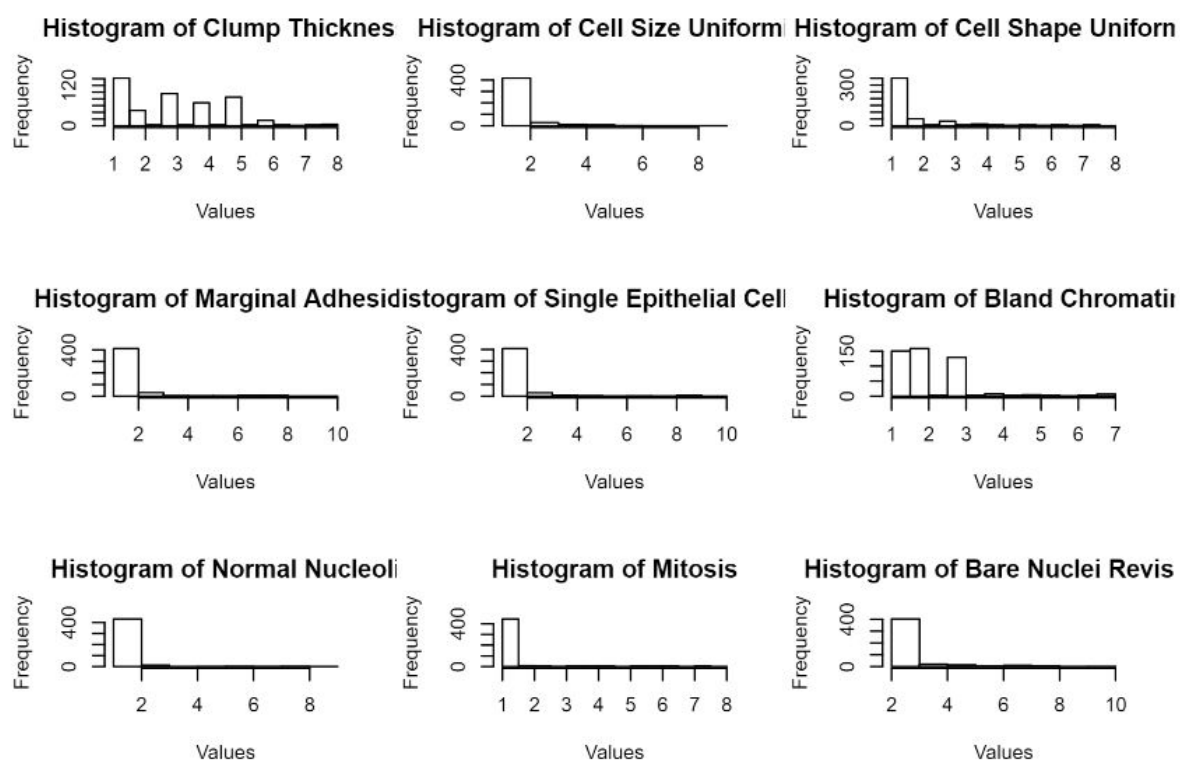 Histogram of Clump Thicknes
Frequency
120
0
1 2 3 4 5 6 7 8
Values
Histogram of Cell Size Uniformi
Frequency
400
0
2 4 6 8
Values
Histogram of Cell Shape Uniforn
Frequency
300
0
1 2 3 4 5 6 7 8
Values
Histogram of Marginal Adhesi
Frequency
400
0
2 4 6 8 10
Values
distogram of Single Epithelial Cell
Frequency
400
0
2 4 6 8 10
Values
Histogram of Bland Chromatin
Frequency
150
0
1 2 3 4 5 6 7
Values
Histogram of Normal Nucleoli
Frequency
400
0
2 4 6 8
Values
Histogram of Mitosis
Frequency
400
0
1 2 3 4 5 6 7 8
Values
Histogram of Bare Nuclei Revis
Frequency
400
0
2 4 6 8 10
Values